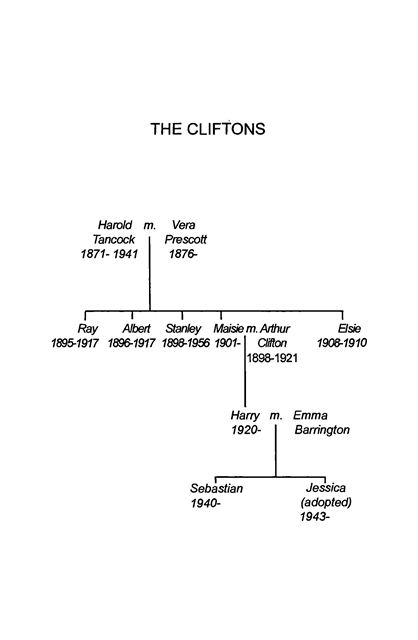 THE CLIFTONS
Harold m. Vera
Tancock Prescott
1871- 1941 1876-
Ray Albert Stanley Maisie m. Arthur Elsie
1895-1917 1896-1917 1898-1956 1901- Clifton 1908-1910
1898-1921
Harry m. Emma
1920- Barrington
Sebastian Jessica
1940- (adopted)
1943-